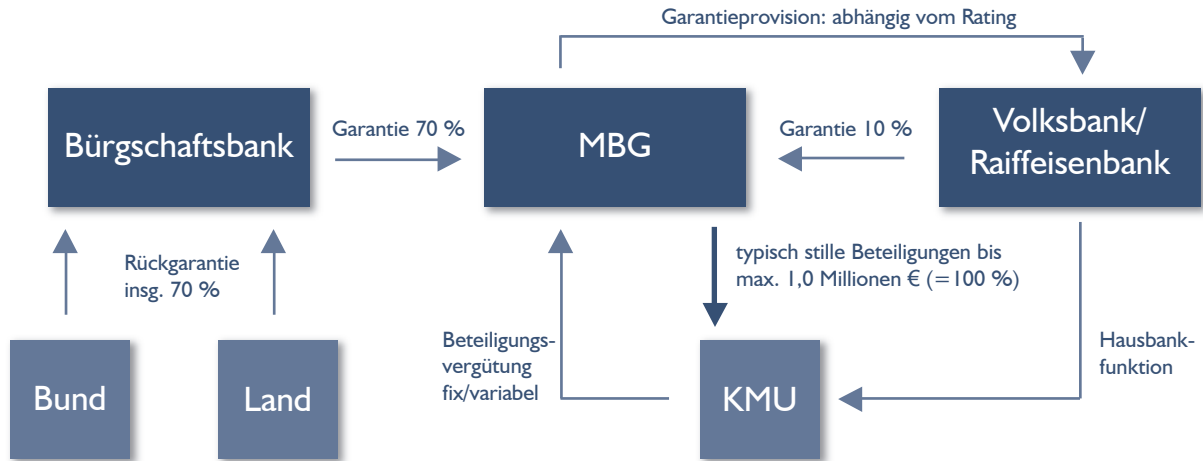 Garantieprovision: abhängig vom Rating
Bürgschaftsbank
Garantie 70 %
MBG
Garantie 10 %
Volksbank/
Raiffeisenbank
Rückgarantie
insg. 70 %
typisch stille Beteiligungen bis
max. 1,0 Millionen € (=100 %)
Beteiligungs-
vergütung
fix/variabel
Hausbank-
funktion
Bund
Land
KMU